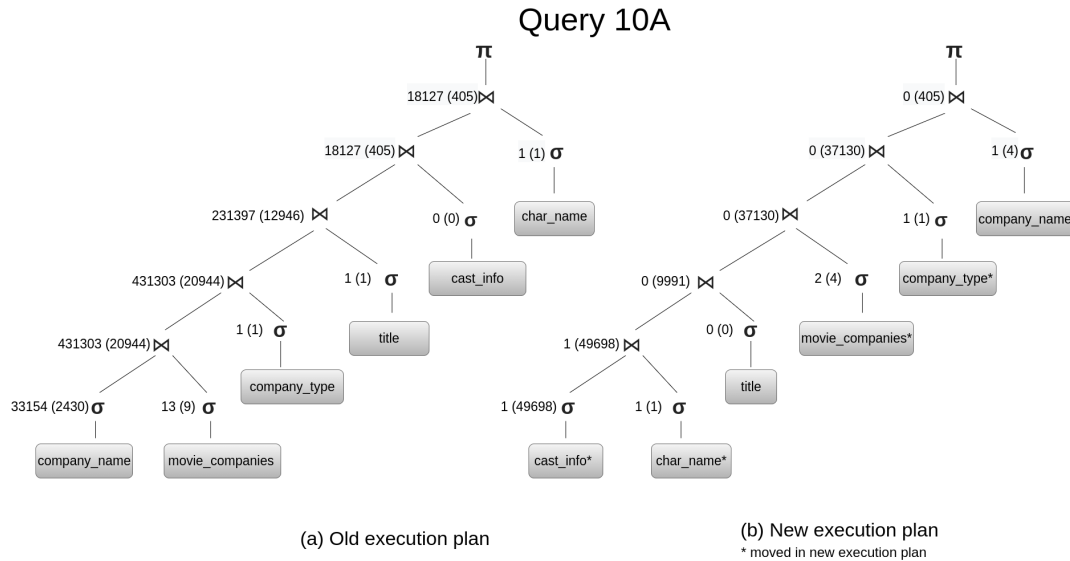 Query 10A
π
18127 (405)⋈
18127 (405)⋈
1 (1) σ
char_name
231397 (12946) ⋈
0 (0) σ
cast_info
431303 (20944) ⋈
1 (1) σ
title
431303 (20944)⋈
1 (1) σ
company_type
33154 (2430)σ
13 (9) σ
company_name
movie_companies
(a) Old execution plan
π
0 (405) ⋈
0 (37130) ⋈
1 (4)σ
company_name
0 (37130)⋈
1 (1) σ
company_type*
0 (9991) ⋈
2 (4) σ
movie_companies*
1 (49698)⋈
0 (0) σ
title
1 (49698) σ
1 (1) σ
cast_info*
char_name*
(b) New execution plan
* moved in new execution plan